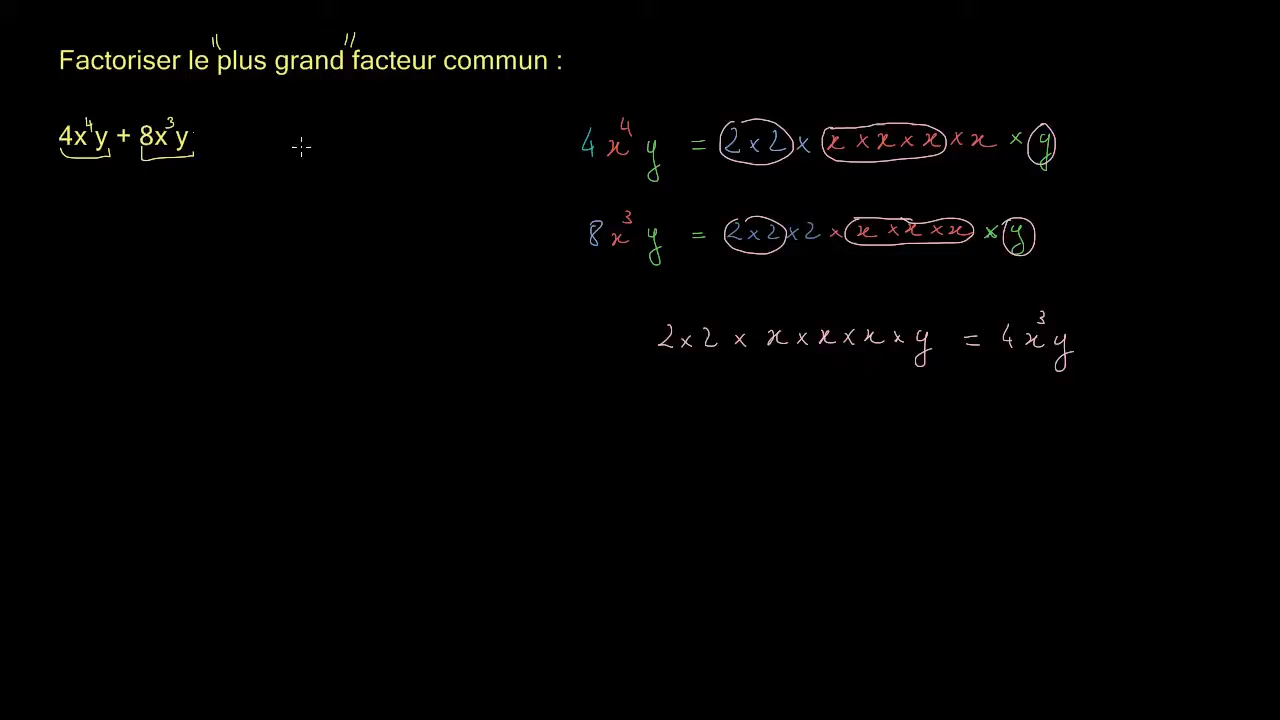 Factoriser le "plus grand" facteur commun :
4x⁴y + 8x³y
4x⁴y = 2×2 × x×x×x×x × y
8x³y = 2×2×2 × x×x×x × y
2×2 × x×x×x×y = 4x³y